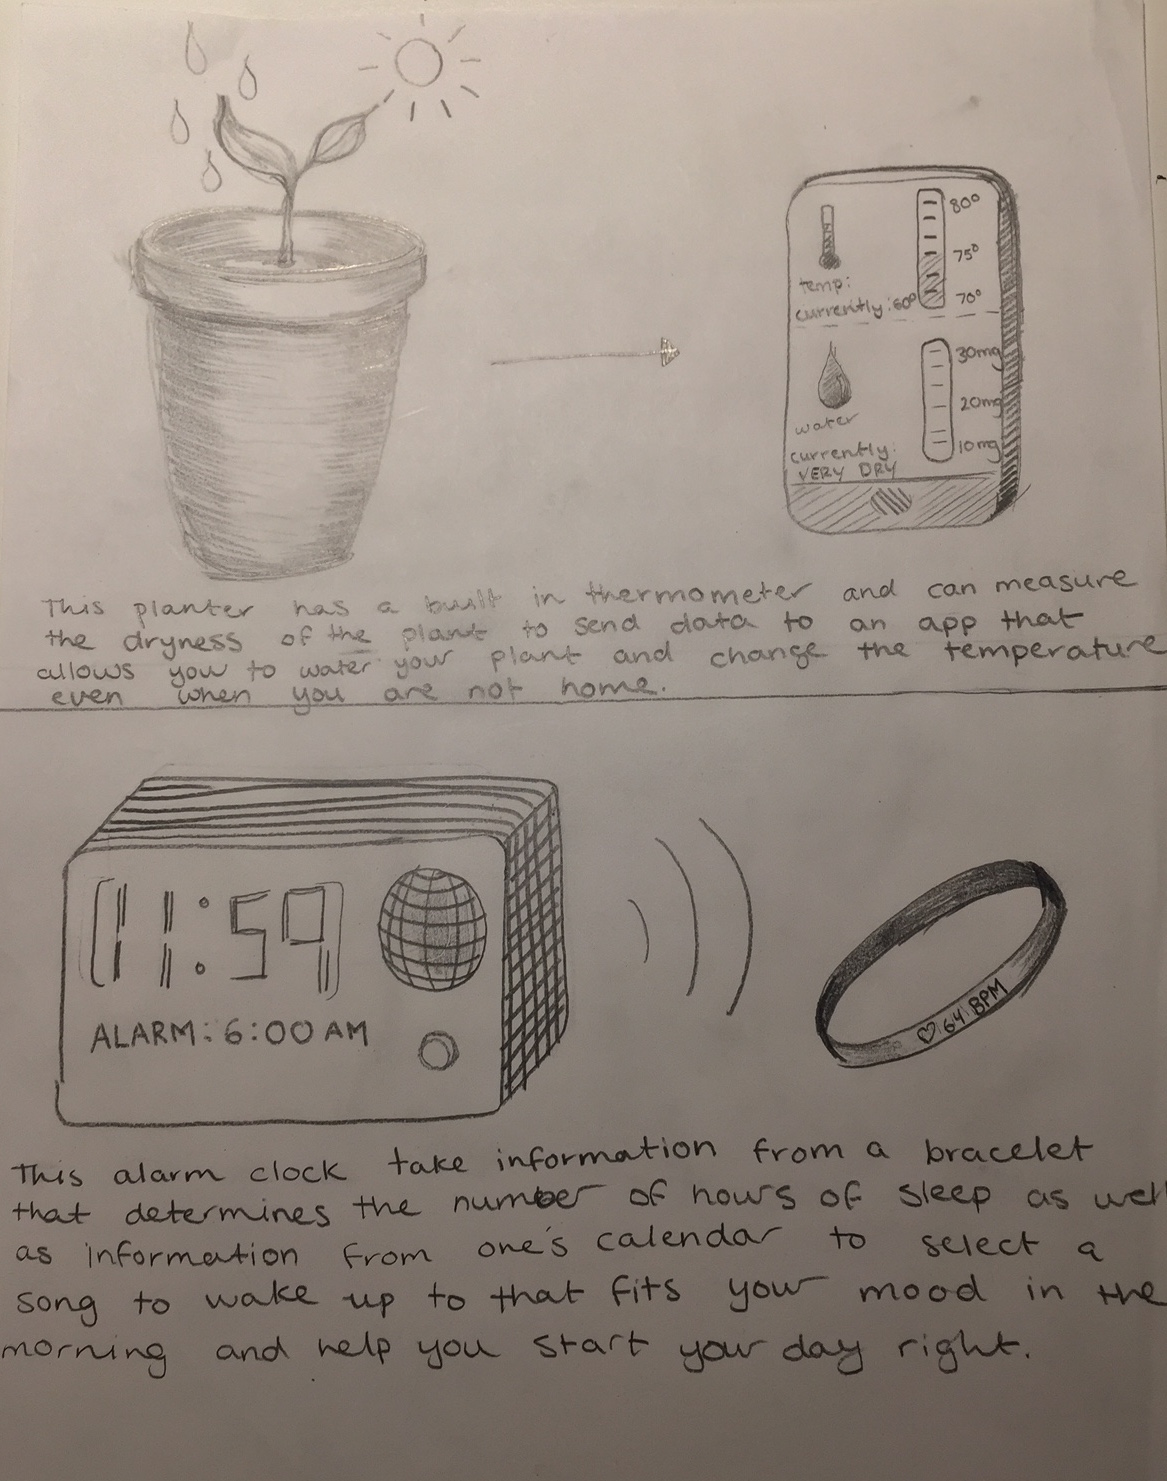 80°
75°
70°
temp:
currently: 60°
30mg
20mg
10mg
water
currently:
VERY DRY
This planter has a built in thermometer and can measure
the dryness of the plant to send data to an app that
allows you to water your plant and change the temperature
even when you are not home.
11:59
ALARM: 6:00 AM
64 BPM
This alarm clock take information from a bracelet
that determines the number of hours of sleep as well
as information from one's calendar to select a
song to wake up to that fits your mood in the
morning and help you start your day right.